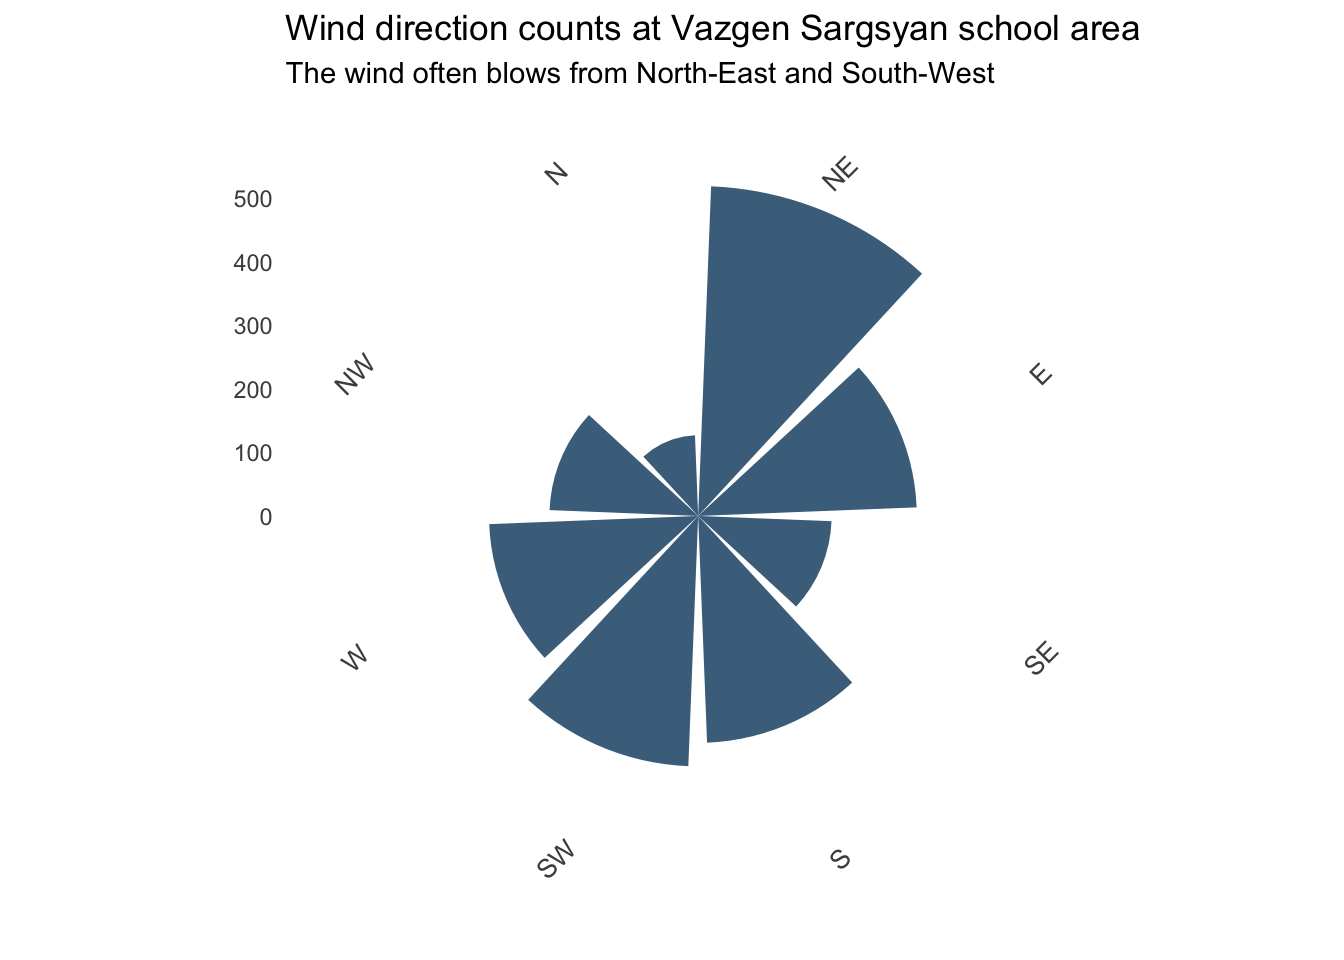 Wind direction counts at Vazgen Sargsyan school area
The wind often blows from North-East and South-West
N
NE
500
400
300
200
100
0
NW
E
W
SE
SW
S